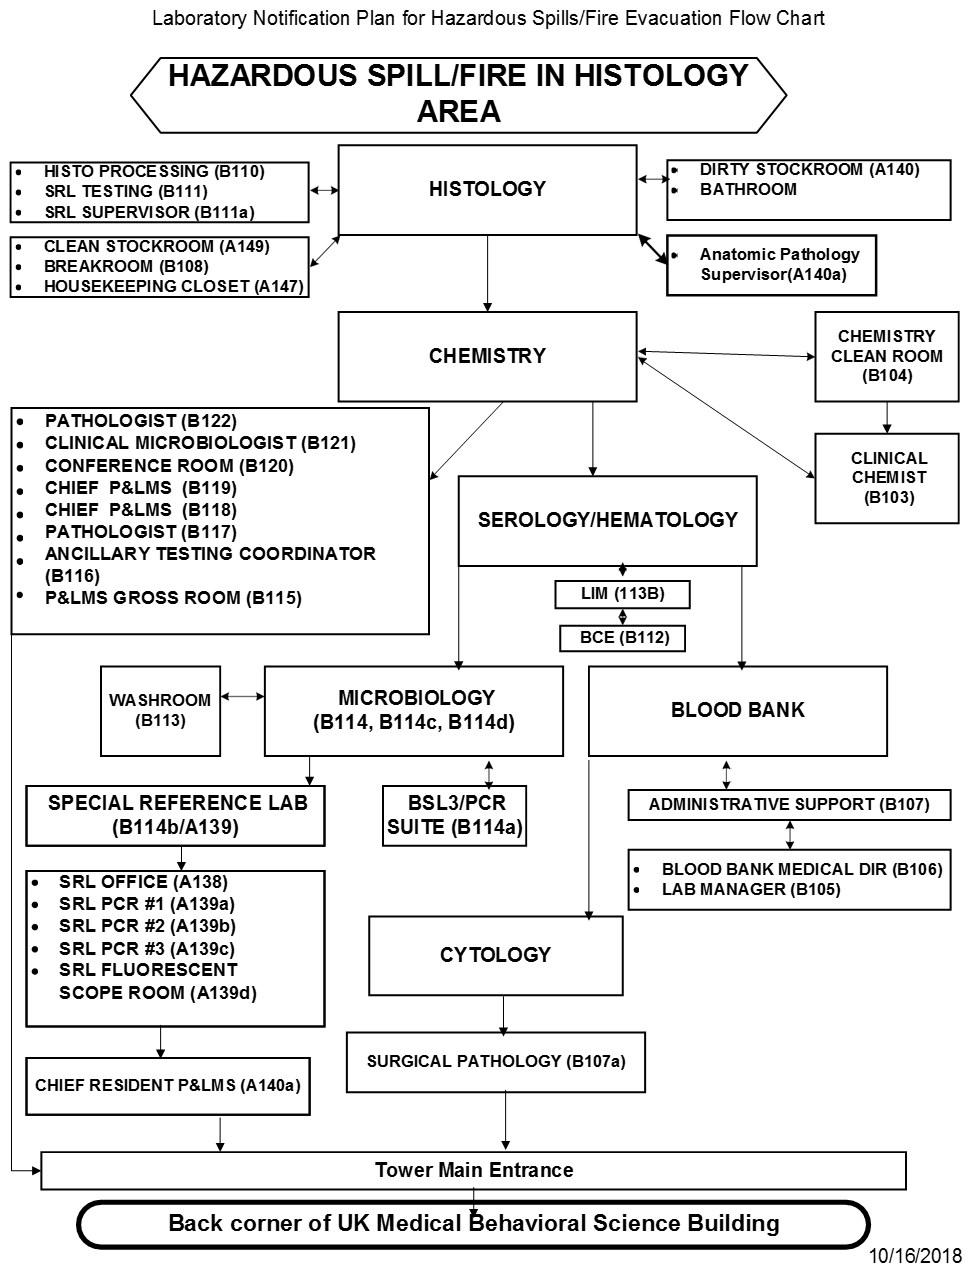 Laboratory Notification Plan for Hazardous Spills/Fire Evacuation Flow Chart
HAZARDOUS SPILL/FIRE IN HISTOLOGY
AREA
• HISTO PROCESSING (B110)
• SRL TESTING (B111)
• SRL SUPERVISOR (B111a)
HISTOLOGY
• DIRTY STOCKROOM (A140)
• BATHROOM
• CLEAN STOCKROOM (A149)
• BREAKROOM (B108)
• HOUSEKEEPING CLOSET (A147)
• Anatomic Pathology
Supervisor(A140a)
CHEMISTRY
CHEMISTRY
CLEAN ROOM
(B104)
• PATHOLOGIST (B122)
• CLINICAL MICROBIOLOGIST (B121)
• CONFERENCE ROOM (B120)
• CHIEF P&LMS (B119)
• CHIEF P&LMS (B118)
• PATHOLOGIST (B117)
• ANCILLARY TESTING COORDINATOR
(B116)
• P&LMS GROSS ROOM (B115)
CLINICAL
CHEMIST
(B103)
SEROLOGY/HEMATOLOGY
LIM (113B)
BCE (B112)
WASHROOM
(B113)
MICROBIOLOGY
(B114, B114c, B114d)
BLOOD BANK
SPECIAL REFERENCE LAB
(B114b/A139)
BSL3/PCR
SUITE (B114a)
ADMINISTRATIVE SUPPORT (B107)
• BLOOD BANK MEDICAL DIR (B106)
• LAB MANAGER (B105)
• SRL OFFICE (A138)
• SRL PCR #1 (A139a)
• SRL PCR #2 (A139b)
• SRL PCR #3 (A139c)
• SRL FLUORESCENT
SCOPE ROOM (A139d)
CYTOLOGY
SURGICAL PATHOLOGY (B107a)
CHIEF RESIDENT P&LMS (A140a)
Tower Main Entrance
Back corner of UK Medical Behavioral Science Building
10/16/2018